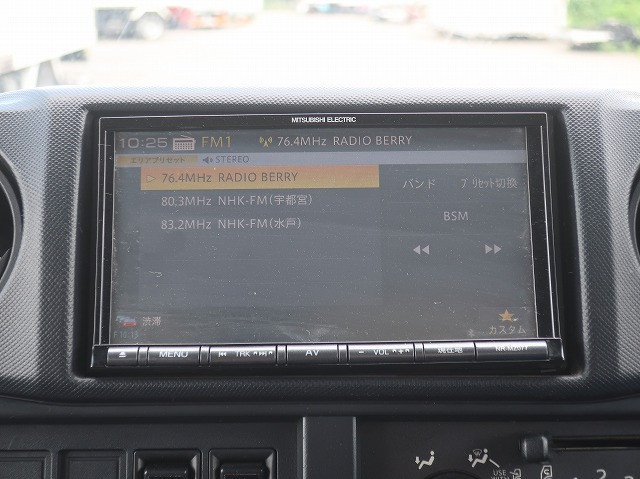 MITSUBISHI ELECTRIC
10:25 FM1 76.4MHz RADIO BERRY
エリアプリセット STEREO
76.4MHz RADIO BERRY
80.3MHz NHK-FM(宇都宮)
83.2MHz NHK-FM(水戸)
バンド プリセット切換
BSM
渋滞
カスタム
MENU TRK AV VOL 現在地
USE
2